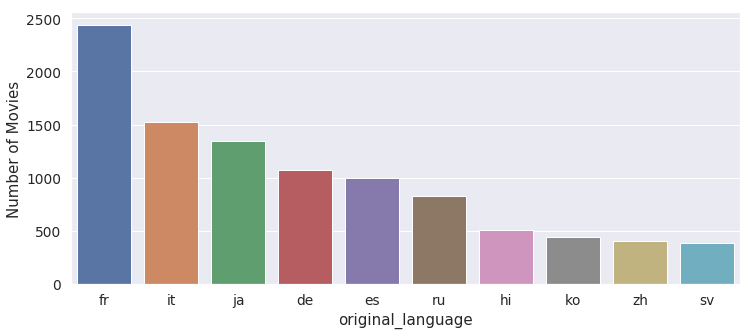 2500
2000
1500
1000
500
0
Number of Movies
fr it ja de es ru hi ko zh sv
original_language